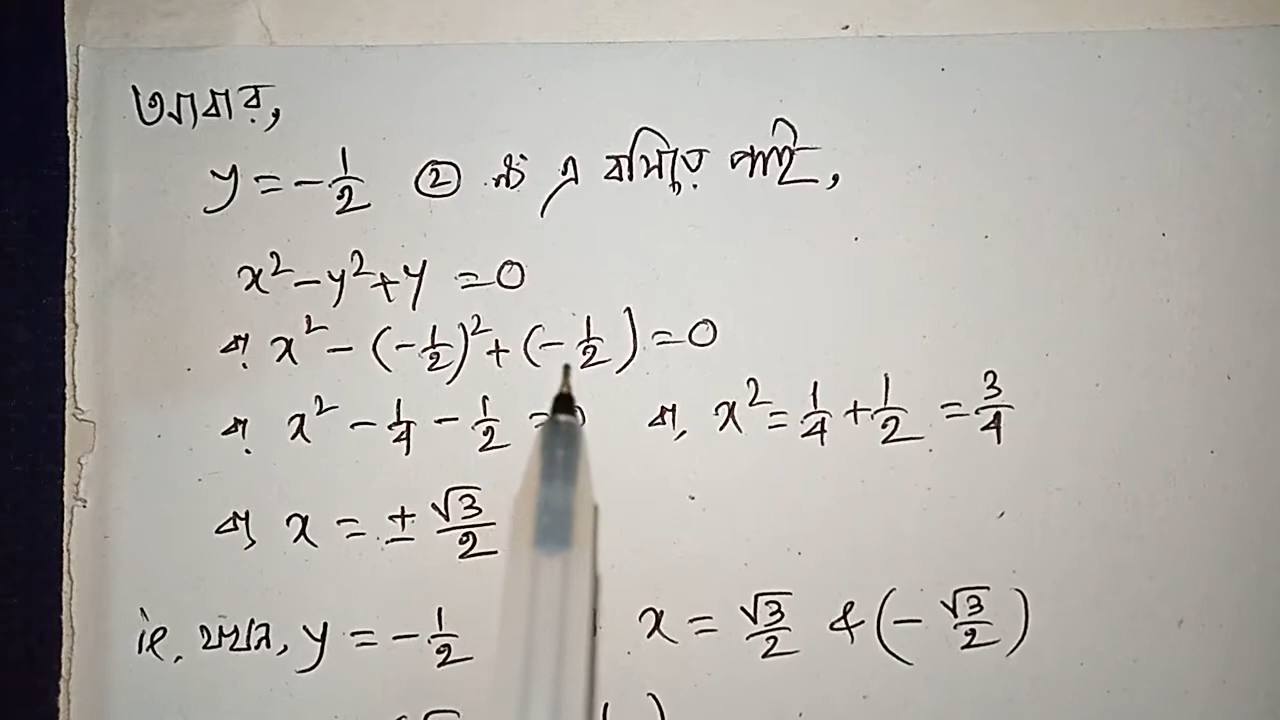 আবার,
y = -1/2 ② নং এ বসিয়ে পাই,
x² - y² + y = 0
বা, x² - (-1/2)² + (-1/2) = 0
বা, x² - 1/4 - 1/2 = 0 বা, x² = 1/4 + 1/2 = 3/4
বা, x = ± √3/2
ie, যখন, y = -1/2 x = √3/2 & (- √3/2)